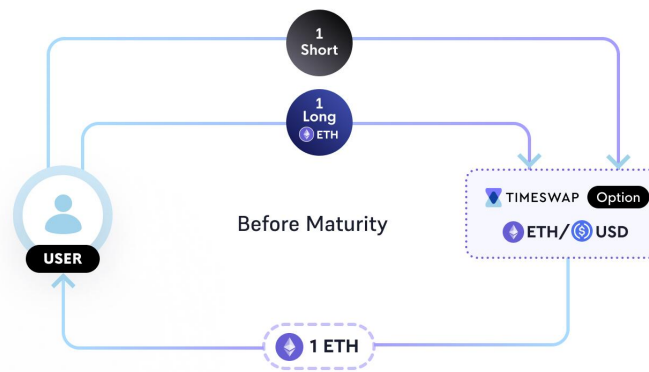 1
Short
1
Long
ETH
TIMESWAP Option
ETH/USD
Before Maturity
USER
1 ETH